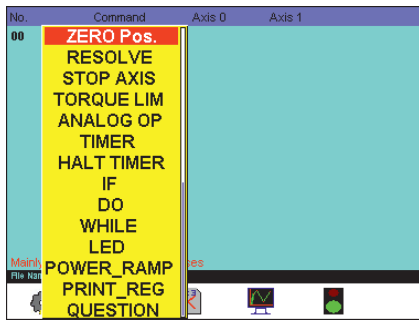 No. Command Axis 0 Axis 1
00 ZERO Pos.
RESOLVE
STOP AXIS
TORQUE LIM
ANALOG OP
TIMER
HALT TIMER
IF
DO
WHILE
LED
POWER_RAMP
PRINT_REG
QUESTION